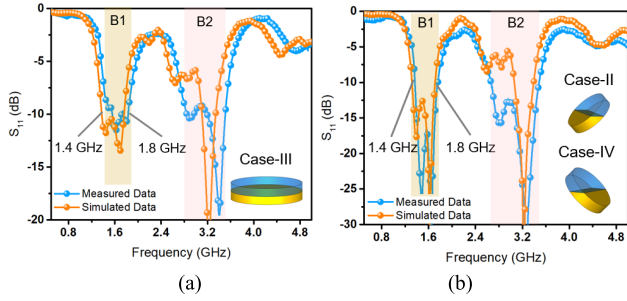 (a)
B1
B2
0
-5
-10
-15
-20
S11 (dB)
1.4 GHz
1.8 GHz
Case-III
Measured Data
Simulated Data
0.8
1.6
2.4
3.2
4.0
4.8
Frequency (GHz)
(a)
(b)
B1
B2
0
-5
-10
-15
-20
-25
-30
S11 (dB)
1.4 GHz
1.8 GHz
Case-II
Case-IV
Measured Data
Simulated Data
0.8
1.6
2.4
3.2
4.0
4.8
Frequency (GHz)
(b)